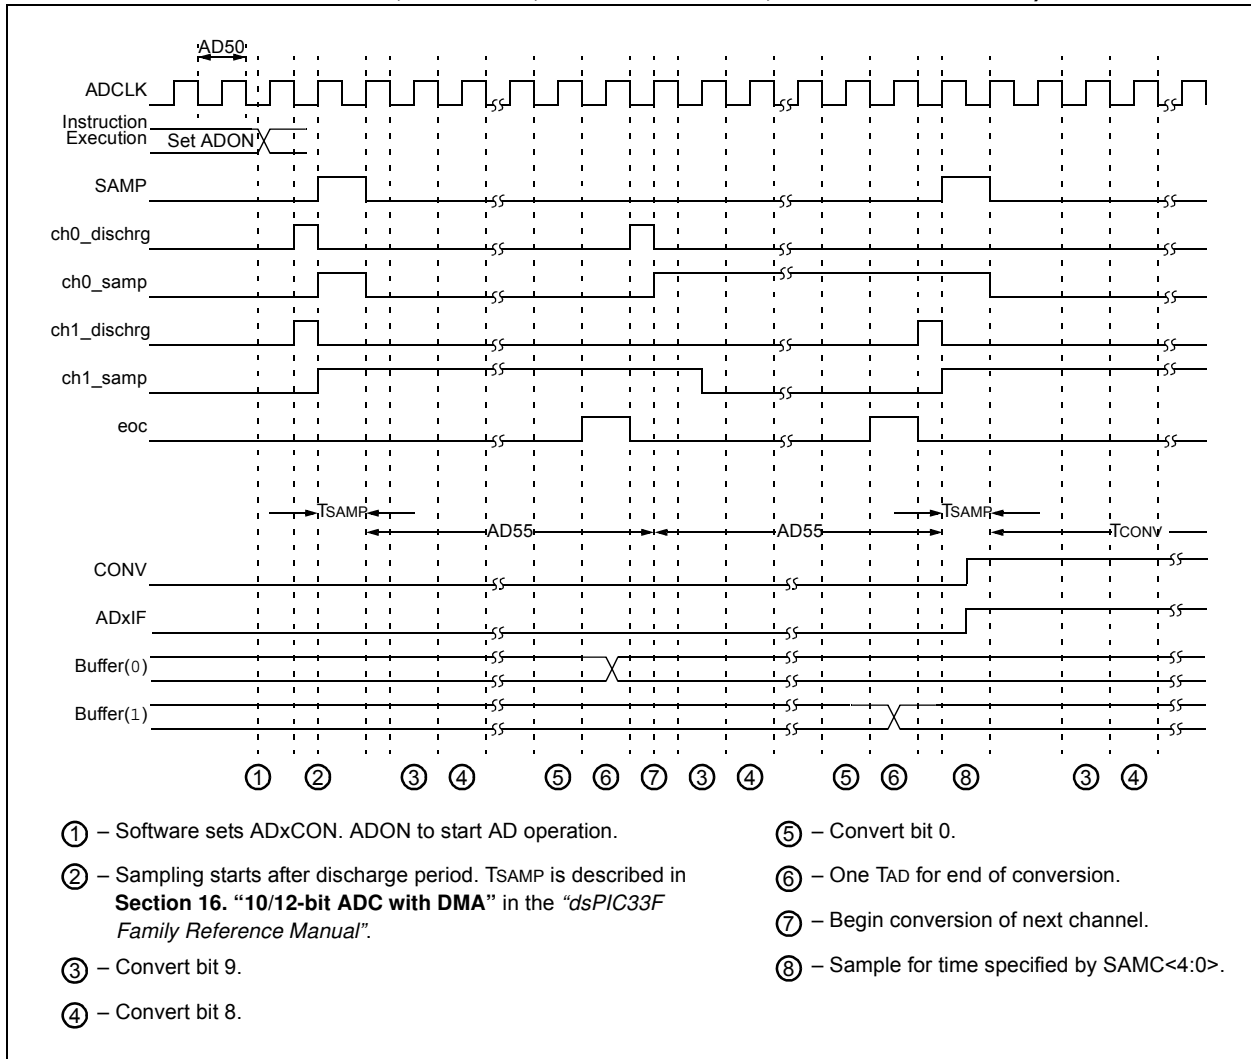 AD50
ADCLK
Instruction
Execution
Set ADON
SAMP
ch0_dischrg
ch0_samp
ch1_dischrg
ch1_samp
eoc
TSAMP TSAMP
AD55 AD55 TCONV
CONV
ADxIF
Buffer(0)
Buffer(1)
① ② ③ ④ ⑤ ⑥ ⑦ ③ ④ ⑤ ⑥ ⑧ ③ ④
① – Software sets ADxCON. ADON to start AD operation.
② – Sampling starts after discharge period. TSAMP is described in
Section 16. “10/12-bit ADC with DMA” in the “dsPIC33F
Family Reference Manual”.
③ – Convert bit 9.
④ – Convert bit 8.
⑤ – Convert bit 0.
⑥ – One TAD for end of conversion.
⑦ – Begin conversion of next channel.
⑧ – Sample for time specified by SAMC<4:0>.